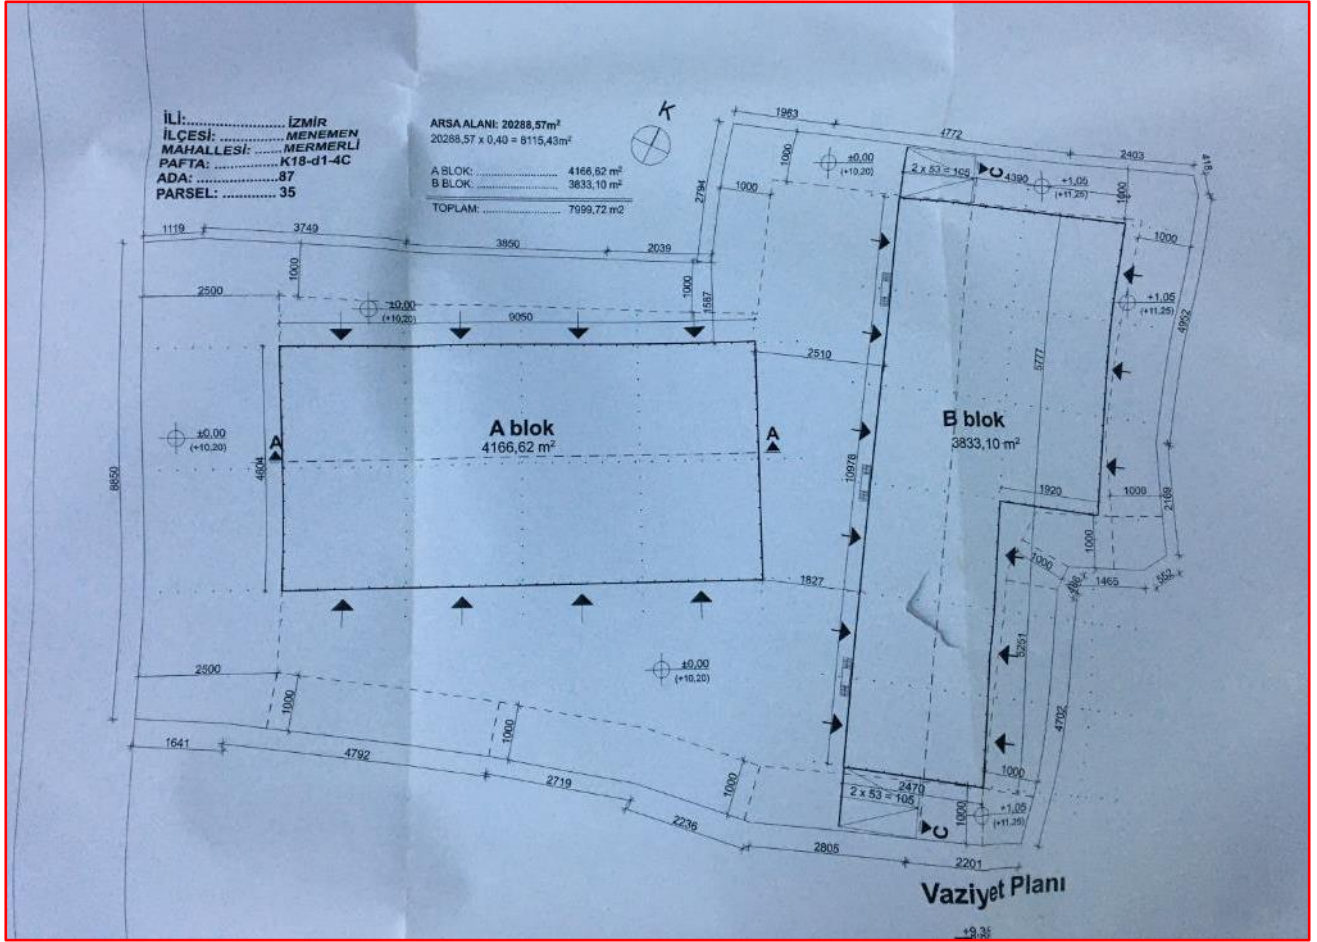 İLİ:........................ İZMİR
İLÇESİ: ................ MENEMEN
MAHALLESİ: ...... MERMERLİ
PAFTA: ................ K18-d1-4C
ADA: .................... 87
PARSEL: ............. 35
ARSA ALANI: 20288,57m²
20288,57 x 0,40 = 8115,43m²
A BLOK: ..................... 4166,62 m²
B BLOK: ..................... 3833,10 m²
TOPLAM: ..................... 7999,72 m2
K
1963
4772
2403
418
1000
±0,00
(+10,20)
2 x 53 = 105
C
4390
+1,05
(+11,25)
1000
2794
1000
1000
1119
3749
3850
2039
1000
1000
1587
2500
±0,00
(+10,20)
9050
+1,05
(+11,25)
4952
2510
5777
A blok
4166,62 m²
B blok
3833,10 m²
±0,00
(+10,20)
A
A
4604
8850
10976
1920
1000
2169
1000
1000
1827
1465
552
5251
2500
±0,00
(+10,20)
1000
1000
4702
1641
4792
2719
1000
2236
1000
2470
2 x 53 = 105
1000
+1,05
(+11,25)
C
2805
2201
Vaziyet Planı